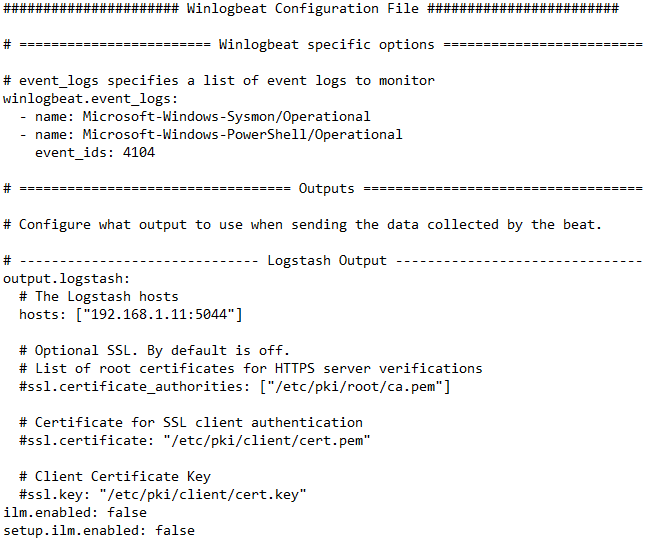 ###################### Winlogbeat Configuration File ########################
# ======================== Winlogbeat specific options =========================
# event_logs specifies a list of event logs to monitor
winlogbeat.event_logs:
  - name: Microsoft-Windows-Sysmon/Operational
  - name: Microsoft-Windows-PowerShell/Operational
    event_ids: 4104
# ================================== Outputs ===================================
# Configure what output to use when sending the data collected by the beat.
# ------------------------------ Logstash Output -------------------------------
output.logstash:
  # The Logstash hosts
  hosts: ["192.168.1.11:5044"]
  # Optional SSL. By default is off.
  # List of root certificates for HTTPS server verifications
  #ssl.certificate_authorities: ["/etc/pki/root/ca.pem"]
  # Certificate for SSL client authentication
  #ssl.certificate: "/etc/pki/client/cert.pem"
  # Client Certificate Key
  #ssl.key: "/etc/pki/client/cert.key"
ilm.enabled: false
setup.ilm.enabled: false